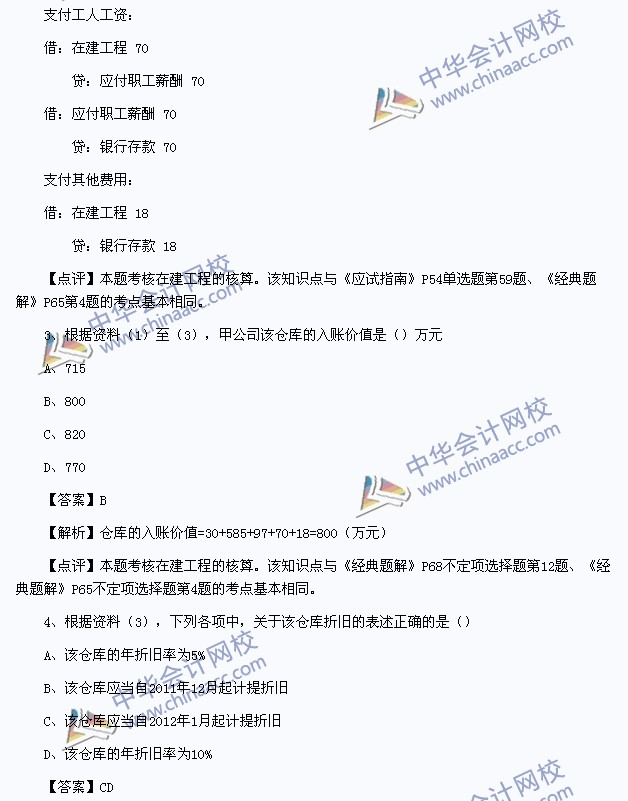 支付工人工资:
借: 在建工程 70
贷: 应付职工薪酬 70
借: 应付职工薪酬 70
贷: 银行存款 70
支付其他费用:
借: 在建工程 18
贷: 银行存款 18
【点评】本题考核在建工程的核算。该知识点与《应试指南》P54单选题第59题、《经典题
解》P65第4题的考点基本相同。
3、根据资料（1）至（3），甲公司该仓库的入账价值是（）万元
A、715
B、800
C、820
D、770
【答案】B
【解析】仓库的入账价值=30+585+97+70+18=800（万元）
【点评】本题考核在建工程的核算。该知识点与《经典题解》P68不定项选择题第12题、《经
典题解》P65不定项选择题第4题的考点基本相同。
4、根据资料（3），下列各项中，关于该仓库折旧的表述正确的是（）
A、该仓库的年折旧率为5%
B、该仓库应当自2011年12月起计提折旧
C、该仓库应当自2012年1月起计提折旧
D、该仓库的年折旧率为10%
【答案】CD
中华会计网校
www.chinaacc.com
中华会计网校
www.chinaacc.com
中华会计网校
www.chinaacc.com
中华会计网校
www.chinaacc.com
中华会计网校